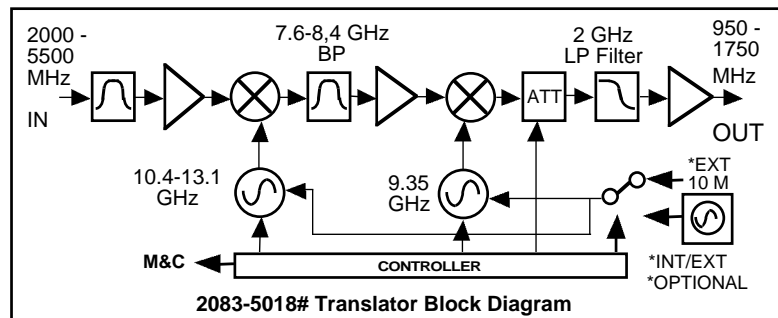 2000 -
5500
MHz
IN
7.6-8,4 GHz
BP
2 GHz
LP Filter
950 -
1750
MHz
OUT
ATT
10.4-13.1
GHz
9.35
GHz
*EXT
10 M
*INT/EXT
*OPTIONAL
M&C
CONTROLLER
2083-5018# Translator Block Diagram